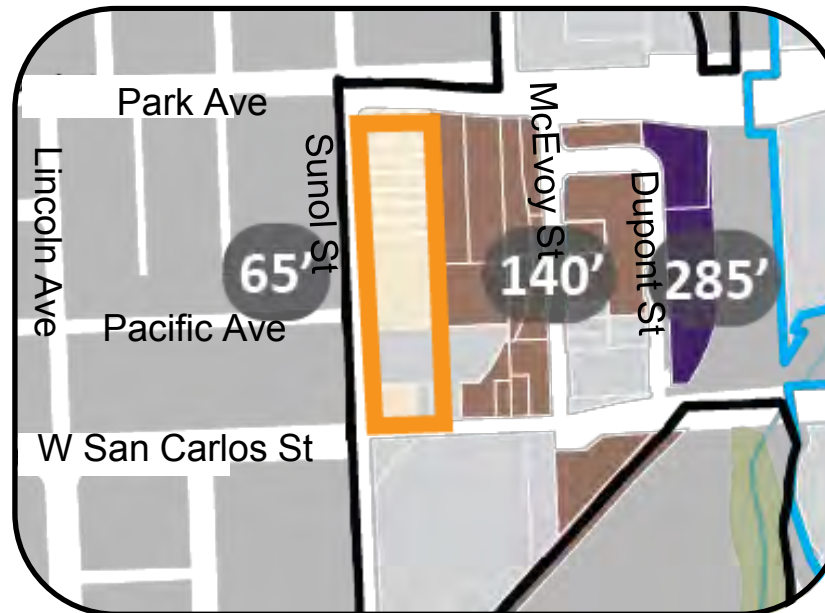 Park Ave
McEvoy St
Lincoln Ave
Sunol St
Dupont St
65’
140’
285’
Pacific Ave
W San Carlos St